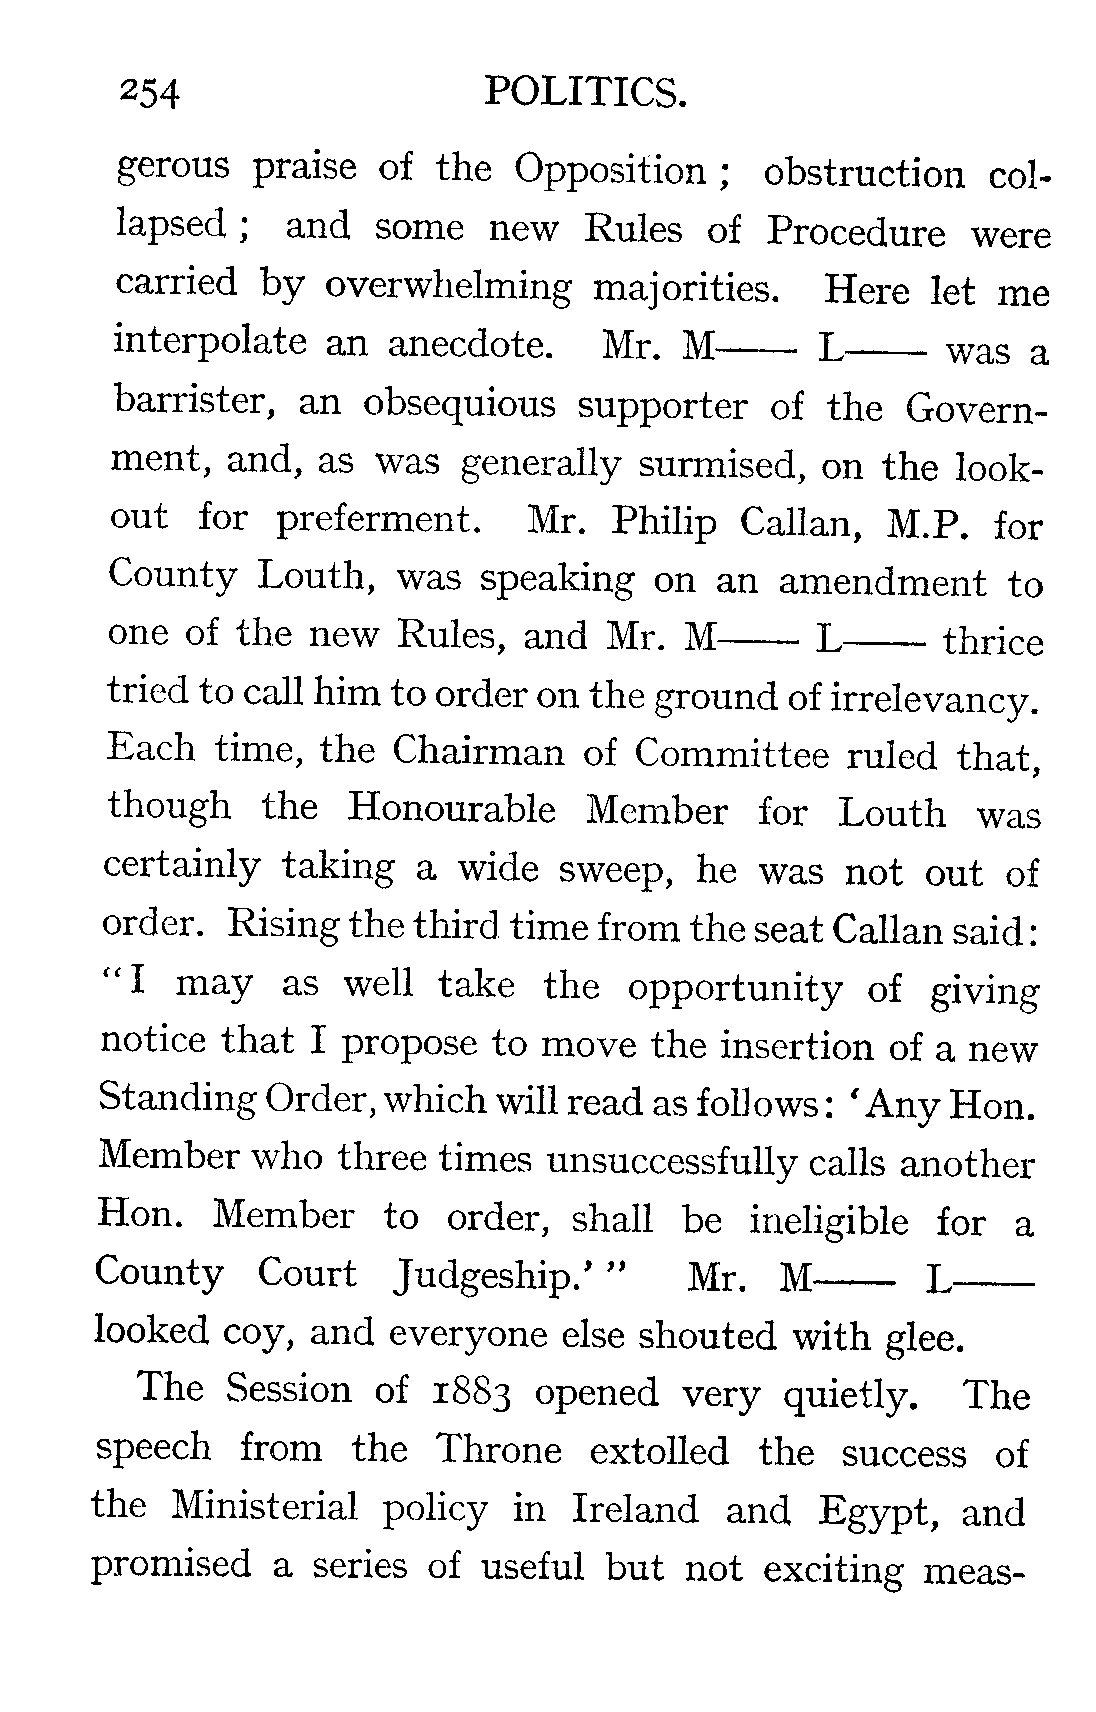 254 POLITICS.
gerous praise of the Opposition ; obstruction col-
lapsed ; and some new Rules of Procedure were
carried by overwhelming majorities. Here let me
interpolate an anecdote. Mr. M—— L—— was a
barrister, an obsequious supporter of the Govern-
ment, and, as was generally surmised, on the look-
out for preferment. Mr. Philip Callan, M.P. for
County Louth, was speaking on an amendment to
one of the new Rules, and Mr. M—— L—— thrice
tried to call him to order on the ground of irrelevancy.
Each time, the Chairman of Committee ruled that,
though the Honourable Member for Louth was
certainly taking a wide sweep, he was not out of
order. Rising the third time from the seat Callan said:
“I may as well take the opportunity of giving
notice that I propose to move the insertion of a new
Standing Order, which will read as follows: ‘Any Hon.
Member who three times unsuccessfully calls another
Hon. Member to order, shall be ineligible for a
County Court Judgeship.’ ” Mr. M—— L——
looked coy, and everyone else shouted with glee.
The Session of 1883 opened very quietly. The
speech from the Throne extolled the success of
the Ministerial policy in Ireland and Egypt, and
promised a series of useful but not exciting meas-